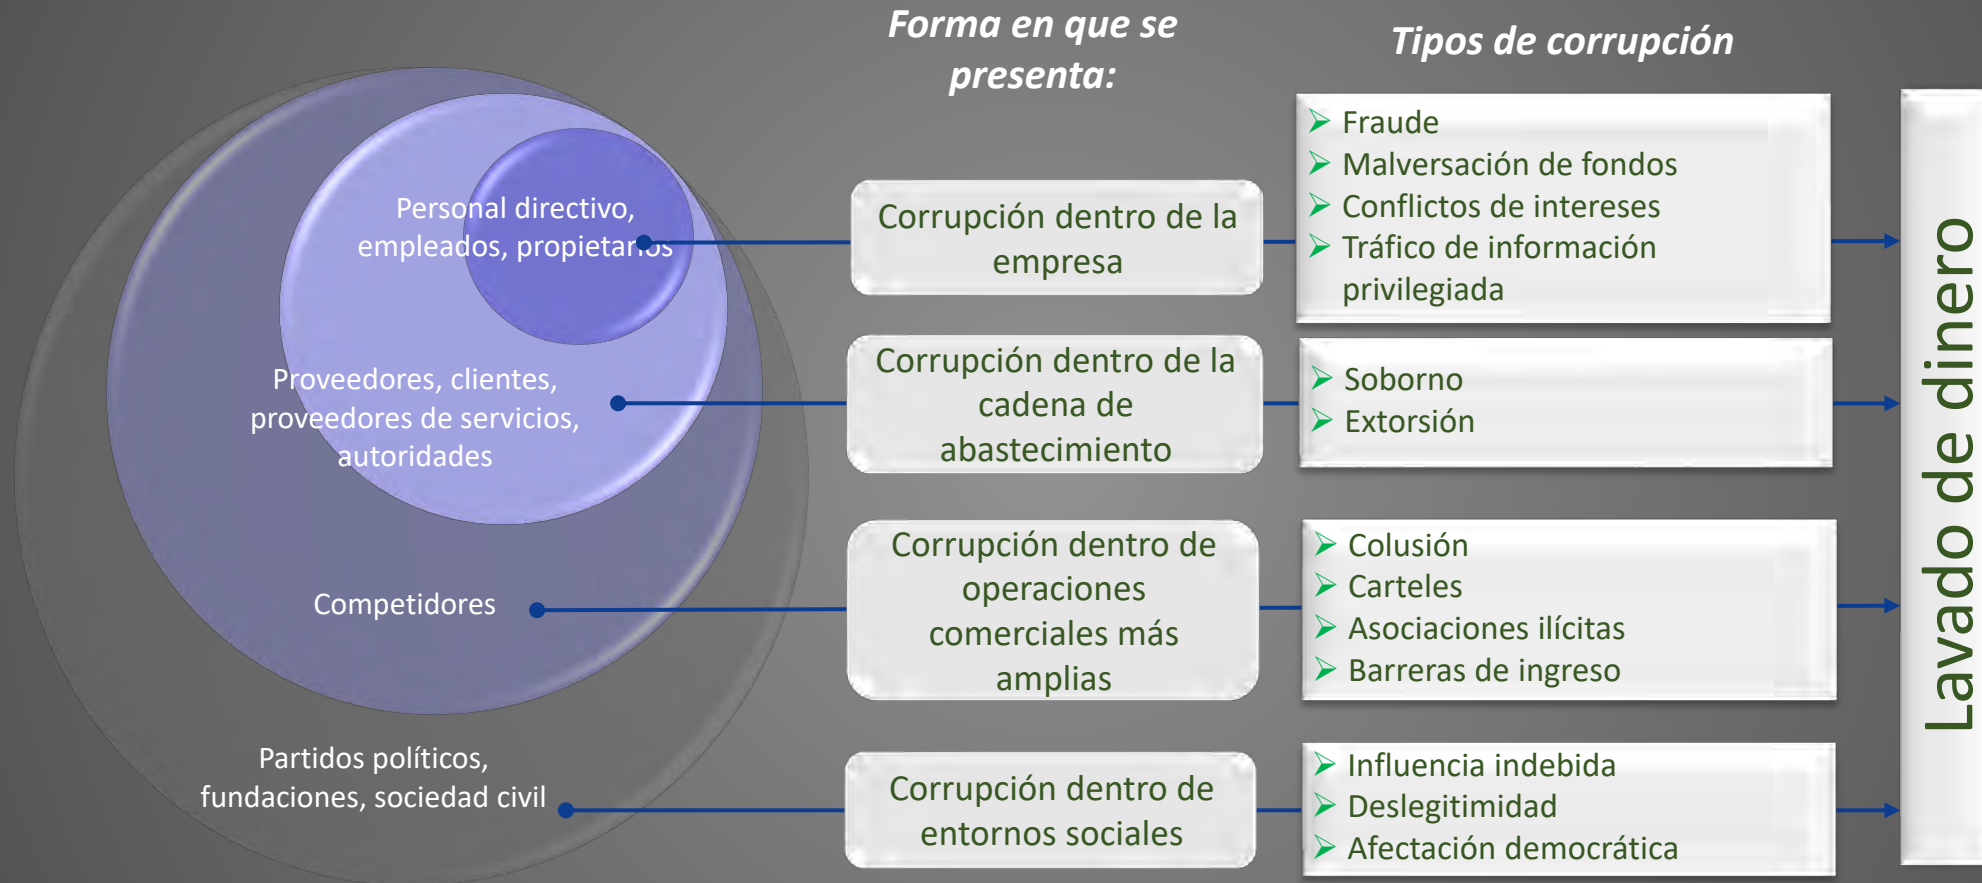 Forma en que se
presenta:
Tipos de corrupción
Personal directivo,
empleados, propietarios
Corrupción dentro de la
empresa
Fraude
Malversación de fondos
Conflictos de intereses
Tráfico de información
privilegiada
Proveedores, clientes,
proveedores de servicios,
autoridades
Corrupción dentro de la
cadena de
abastecimiento
Soborno
Extorsión
Competidores
Corrupción dentro de
operaciones
comerciales más
amplias
Colusión
Carteles
Asociaciones ilícitas
Barreras de ingreso
Partidos políticos,
fundaciones, sociedad civil
Corrupción dentro de
entornos sociales
Influencia indebida
Deslegitimidad
Afectación democrática
Lavado de dinero